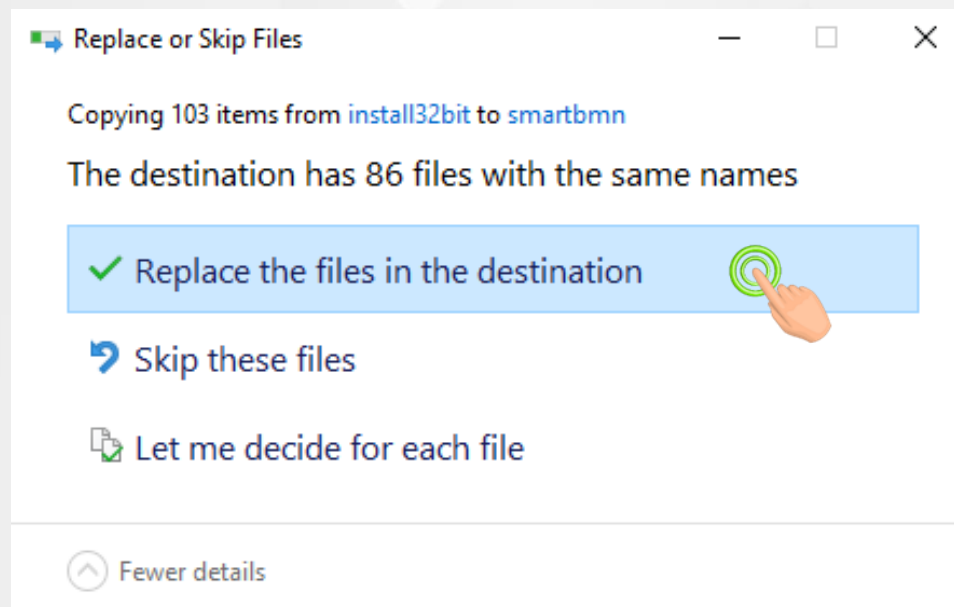 Replace or Skip Files
Copying 103 items from install32bit to smartbmn
The destination has 86 files with the same names
Replace the files in the destination
Skip these files
Let me decide for each file
Fewer details